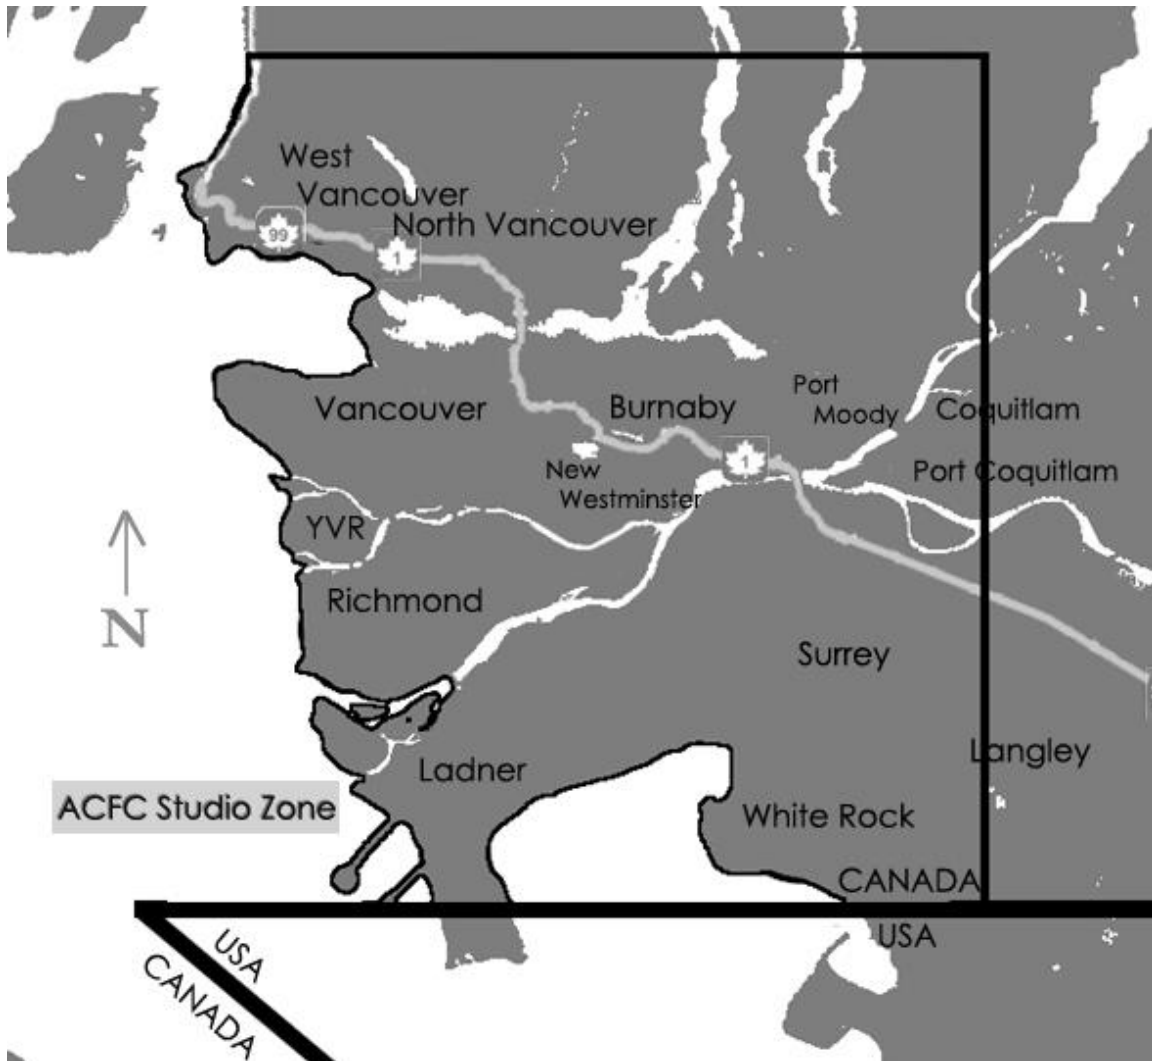 West
Vancouver
North Vancouver
99
1
Port
Moody
Vancouver
Burnaby
Coquitlam
1
New
Westminster
Port Coquitlam
YVR
N
Richmond
Surrey
Ladner
Langley
ACFC Studio Zone
White Rock
CANADA
USA
USA
CANADA